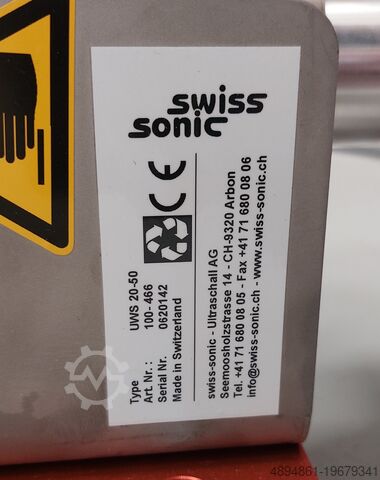 swiss
sonic
CE
Type UWS 20-50
Art. Nr.: 100-466
Serial Nr. 0620142
Made in Switzerland
swiss-sonic - Ultraschall AG
Seemoosholzstrasse 14 - CH-9320 Arbon
Tel. +41 71 680 08 05 - Fax +41 71 680 08 06
info@swiss-sonic.ch - www.swiss-sonic.ch
4894861-19679341